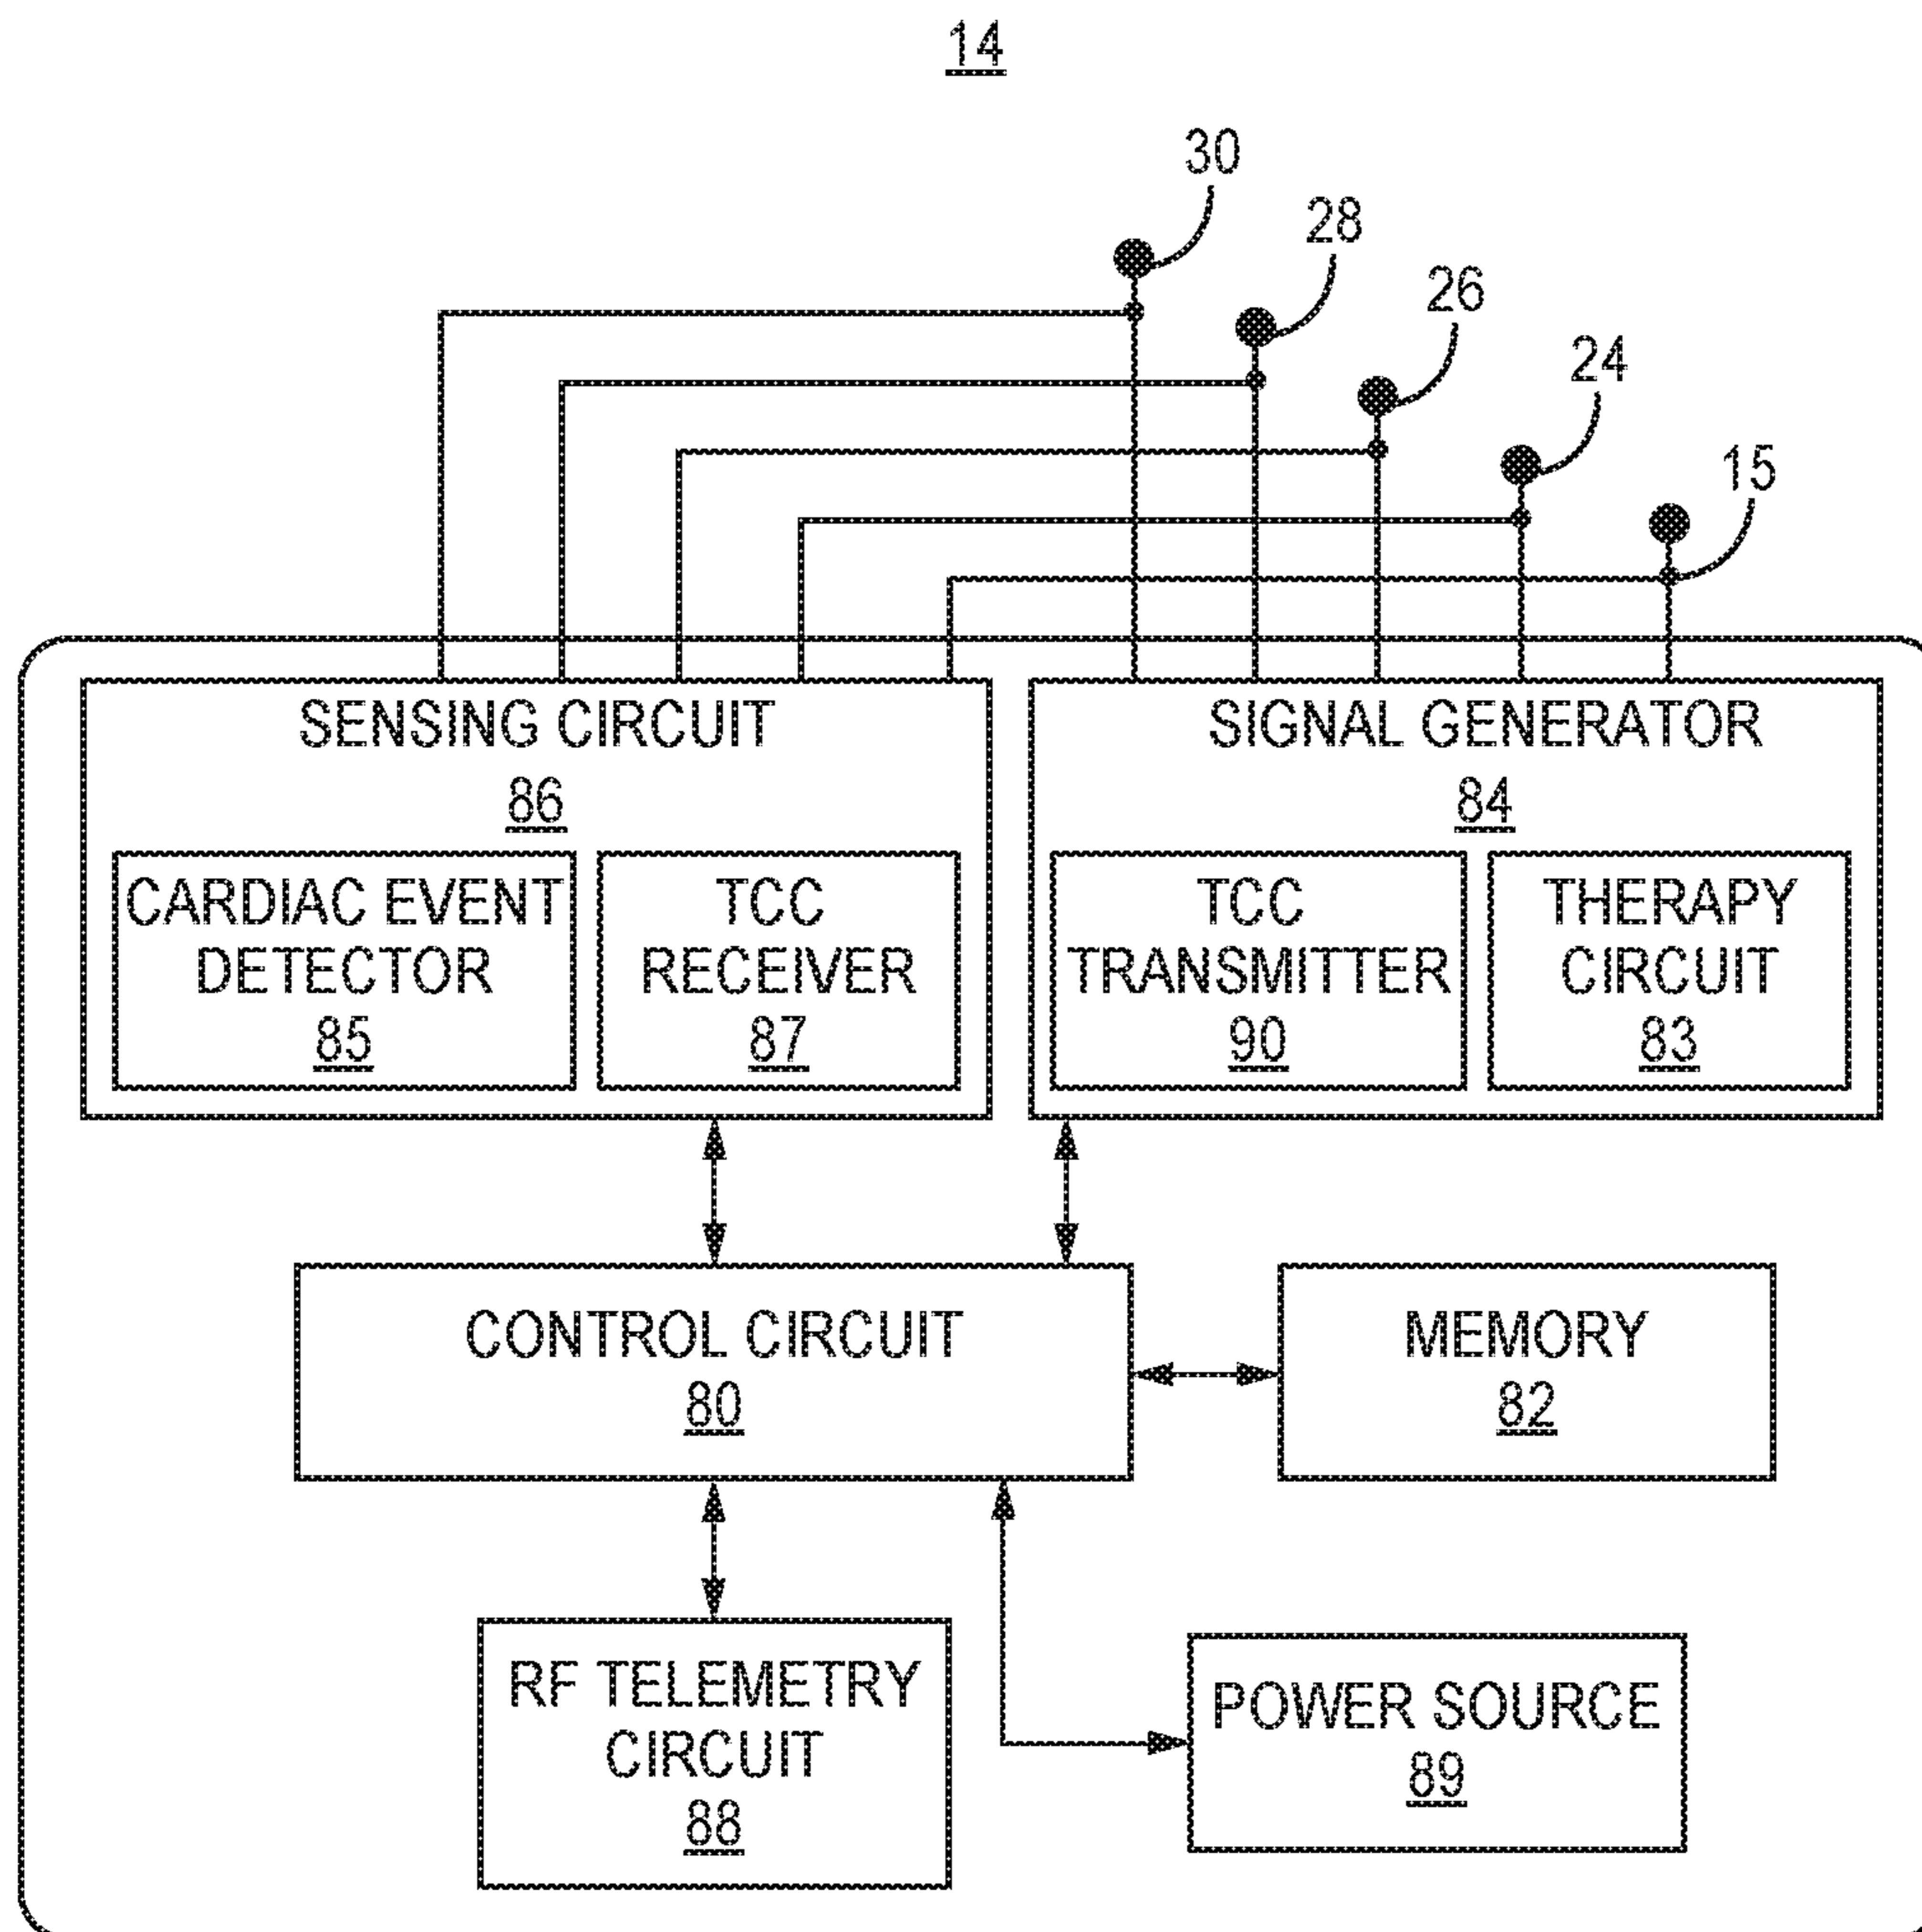 14
30
28
26
24
15
SENSING CIRCUIT
86
CARDIAC EVENT
DETECTOR
85
TCC
RECEIVER
87
SIGNAL GENERATOR
84
TCC
TRANSMITTER
90
THERAPY
CIRCUIT
83
CONTROL CIRCUIT
80
MEMORY
82
RF TELEMETRY
CIRCUIT
88
POWER SOURCE
89